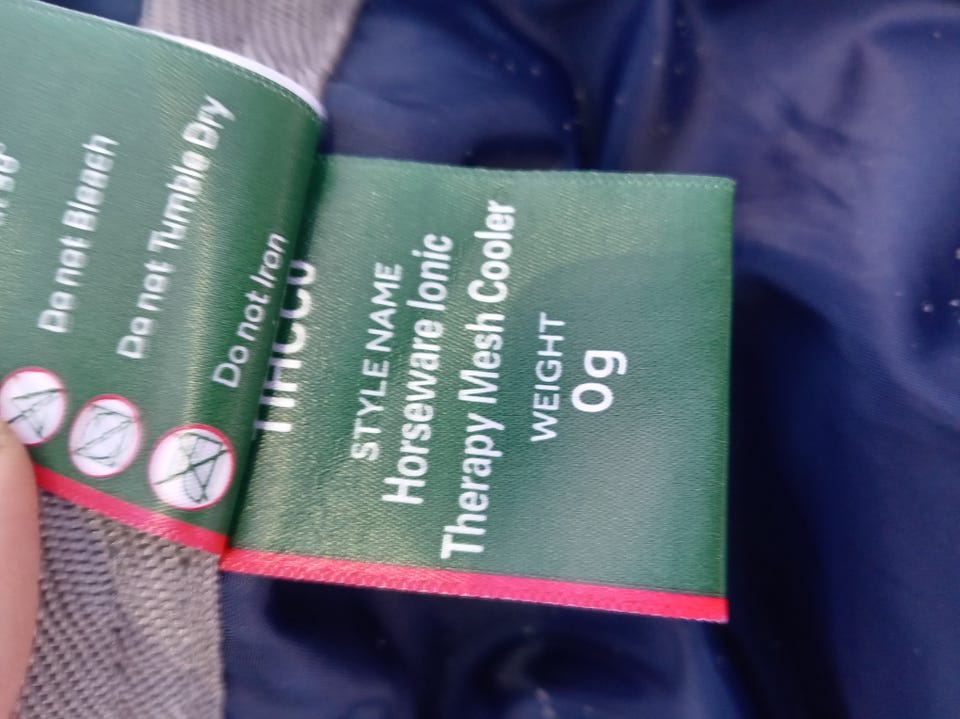 Do not Bleach
Do not Tumble Dry
Do not Iron
STYLE NAME
Horseware Ionic
Therapy Mesh Cooler
WEIGHT
0g